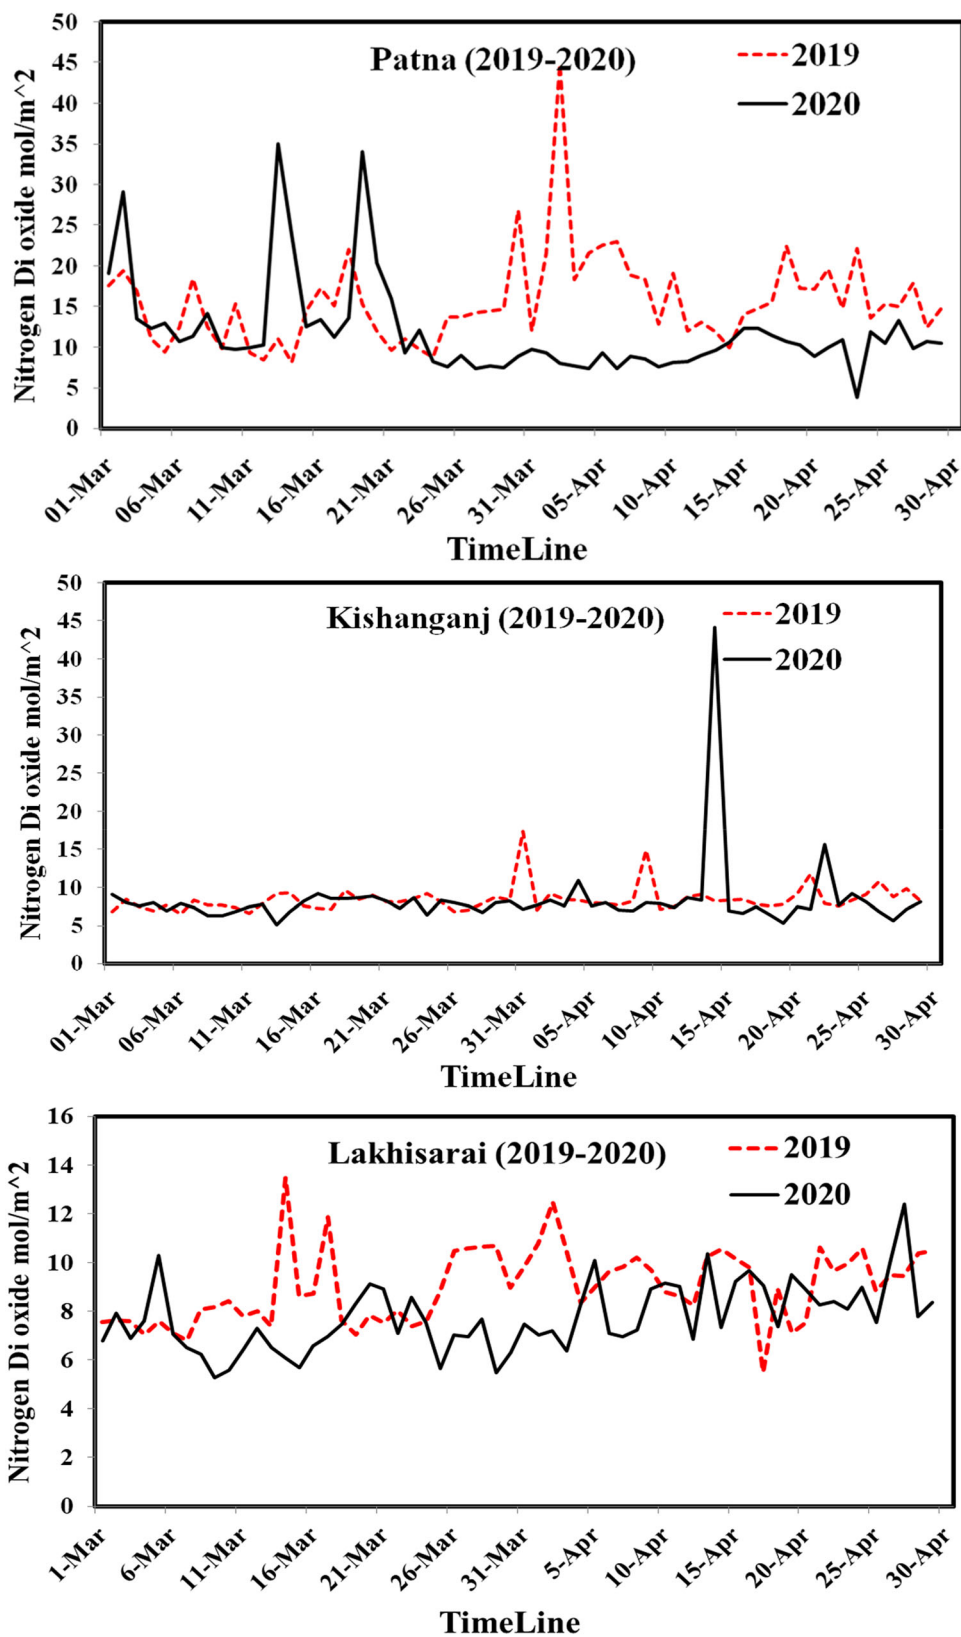 Patna (2019-2020)
2019
2020
Nitrogen Di oxide mol/m^2
50
45
40
35
30
25
20
15
10
5
0
01-Mar
06-Mar
11-Mar
16-Mar
21-Mar
26-Mar
31-Mar
05-Apr
10-Apr
15-Apr
20-Apr
25-Apr
30-Apr
TimeLine
Kishanganj (2019-2020)
2019
2020
Nitrogen Di oxide mol/m^2
50
45
40
35
30
25
20
15
10
5
0
01-Mar
06-Mar
11-Mar
16-Mar
21-Mar
26-Mar
31-Mar
05-Apr
10-Apr
15-Apr
20-Apr
25-Apr
30-Apr
TimeLine
Lakhisarai (2019-2020)
2019
2020
Nitrogen Di oxide mol/m^2
16
14
12
10
8
6
4
2
0
1-Mar
6-Mar
11-Mar
16-Mar
21-Mar
26-Mar
31-Mar
5-Apr
10-Apr
15-Apr
20-Apr
25-Apr
30-Apr
TimeLine